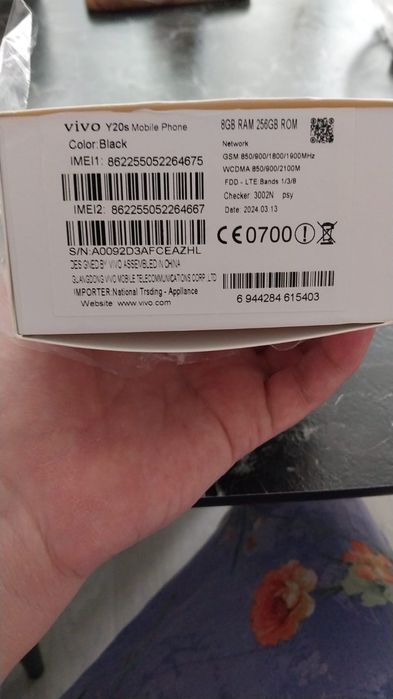 vivo Y20s Mobile Phone
Color:Black
IMEI1: 862255052264675
IMEI2: 862255052264667
S/N:A0092D3AFCEAZHL
DESIGNED BY VIVO ASSEMBLED IN CHINA
GUANGDONG VIVO MOBILE TELECOMMUNICATIONS CORP .,LTD
IMPORTER:National Trading - Appliance
Website www.vivo.com
8GB RAM 256GB ROM
Network
GSM 850/900/1800/1900MHz
WCDMA 850/900/2100M
FDD - LTE Bands 1/3/8
Checker 3002N psy
Date 2024.03.13
CE0700
6 944284 615403